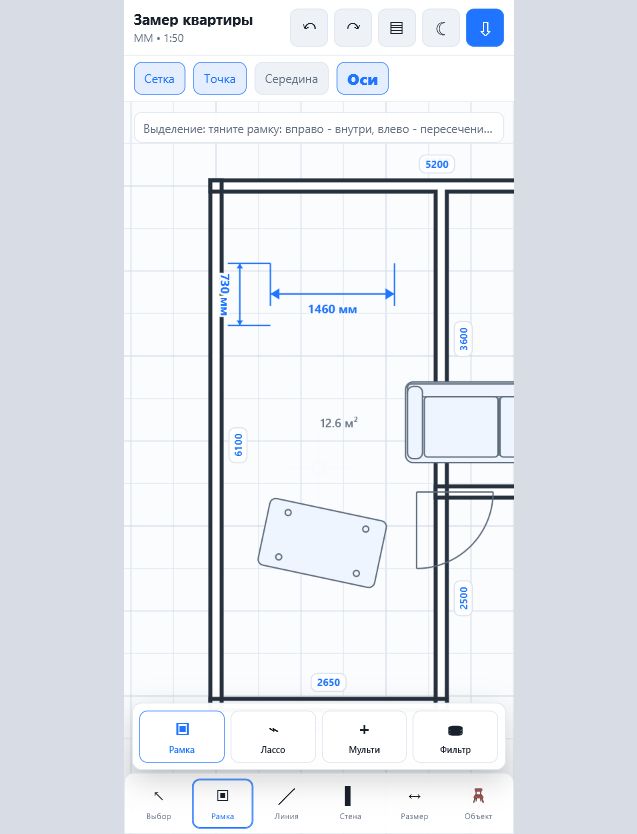 Замер квартиры
ММ • 1:50
Сетка
Точка
Середина
Оси
Выделение: тяните рамку: вправо - внутри, влево - пересечени...
5200
730 мм
1460 мм
3600
12.6 м²
6100
2500
2650
Рамка
Лассо
Мульти
Фильтр
Выбор
Рамка
Линия
Стена
Размер
Объект